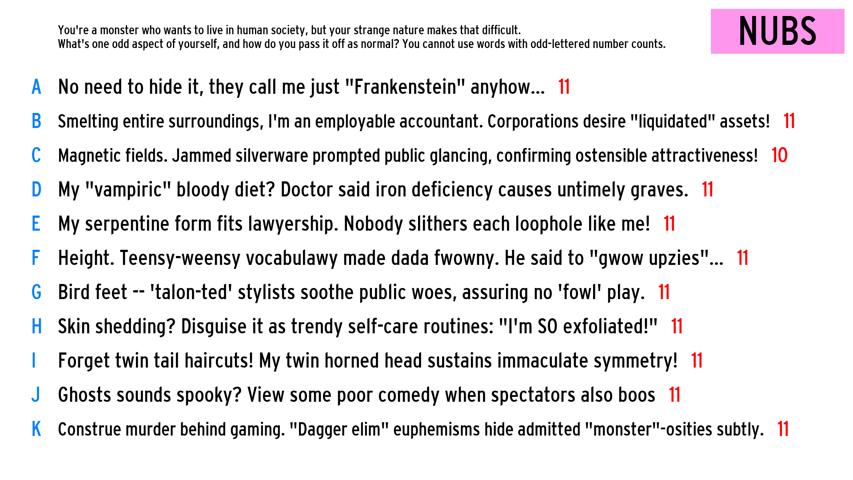 You're a monster who wants to live in human society, but your strange nature makes that difficult.
What's one odd aspect of yourself, and how do you pass it off as normal? You cannot use words with odd-lettered number counts.
NUBS
A No need to hide it, they call me just "Frankenstein" anyhow... 11
B Smelting entire surroundings, I'm an employable accountant. Corporations desire "liquidated" assets! 11
C Magnetic fields. Jammed silverware prompted public glancing, confirming ostensible attractiveness! 10
D My "vampiric" bloody diet? Doctor said iron deficiency causes untimely graves. 11
E My serpentine form fits lawyership. Nobody slithers each loophole like me! 11
F Height. Teensy-weensy vocabulawy made dada fwowny. He said to "gwow upzies"... 11
G Bird feet -- 'talon-ted' stylists soothe public woes, assuring no 'fowl' play. 11
H Skin shedding? Disguise it as trendy self-care routines: "I'm SO exfoliated!" 11
I Forget twin tail haircuts! My twin horned head sustains immaculate symmetry! 11
J Ghosts sounds spooky? View some poor comedy when spectators also boos 11
K Construe murder behind gaming. "Dagger elim" euphemisms hide admitted "monster"-osities subtly. 11